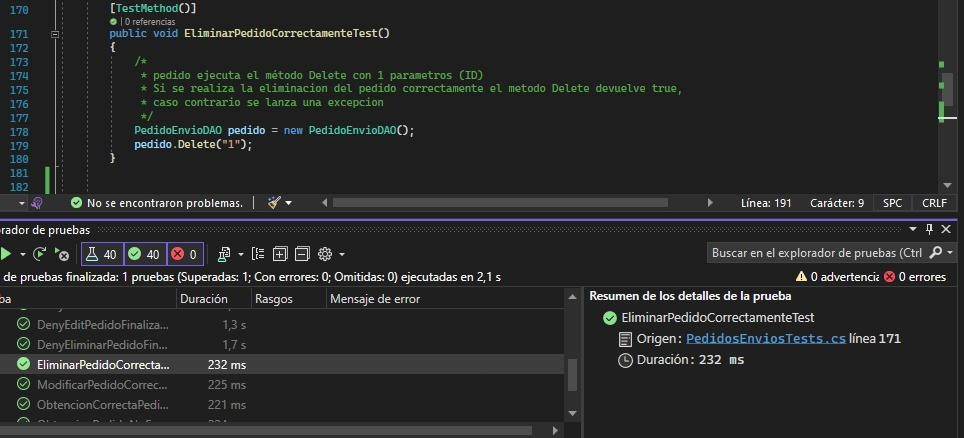 170 [TestMethod()]
| 0 referencias
171 public void EliminarPedidoCorrectamenteTest()
172 {
173 /*
174 * pedido ejecuta el método Delete con 1 parametros (ID)
175 * Si se realiza la eliminacion del pedido correctamente el metodo Delete devuelve true,
176 * caso contrario se lanza una excepcion
177 */
178 PedidoEnvioDAO pedido = new PedidoEnvioDAO();
179 pedido.Delete("1");
180 }
181
182
No se encontraron problemas. Línea: 191 Carácter: 9 SPC CRLF
orador de pruebas
40 40 0 Buscar en el explorador de pruebas (Ctrl
de pruebas finalizada: 1 pruebas (Superadas: 1; Con errores: 0; Omitidas: 0) ejecutadas en 2,1 s 0 advertencia 0 errores
ba Duración Rasgos Mensaje de error
DenyEditPedidoFinaliza... 1,3 s
DenyEliminarPedidoFin... 1,7 s
EliminarPedidoCorrecta... 232 ms
ModificarPedidoCorrec... 225 ms
ObtencionCorrectaPedi... 221 ms
Resumen de los detalles de la prueba
EliminarPedidoCorrectamenteTest
Origen: PedidosEnviosTests.cs línea 171
Duración: 232 ms